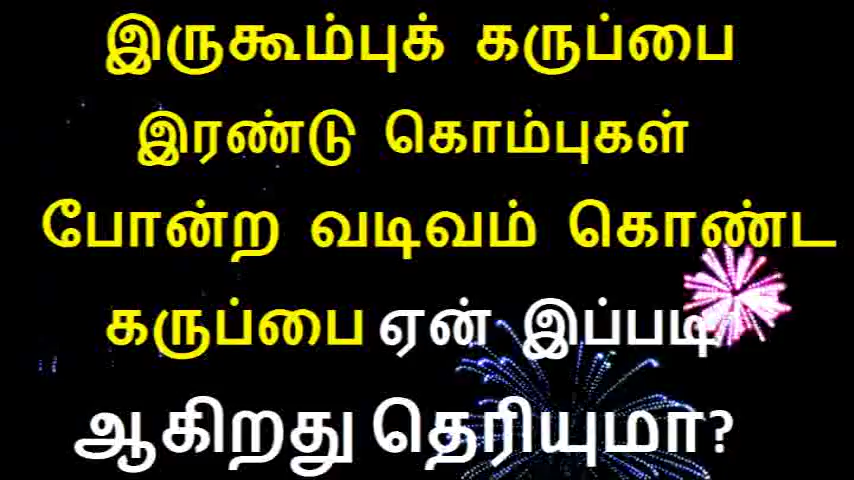 இருகூம்புக் கருப்பை
இரண்டு கொம்புகள்
போன்ற வடிவம் கொண்ட
கருப்பை ஏன் இப்படி
ஆகிறது தெரியுமா?